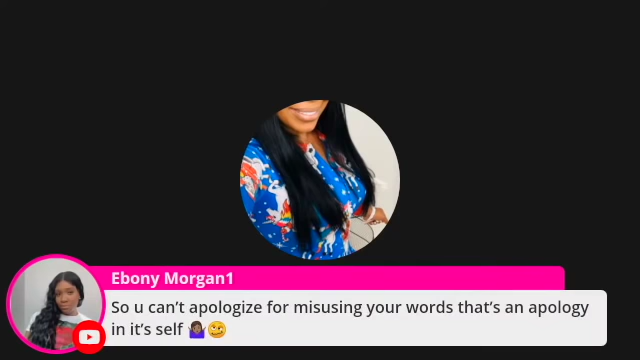 Ebony Morgan1
So u can’t apologize for misusing your words that’s an apology
in it’s self 🤷🏾‍♀️🥴